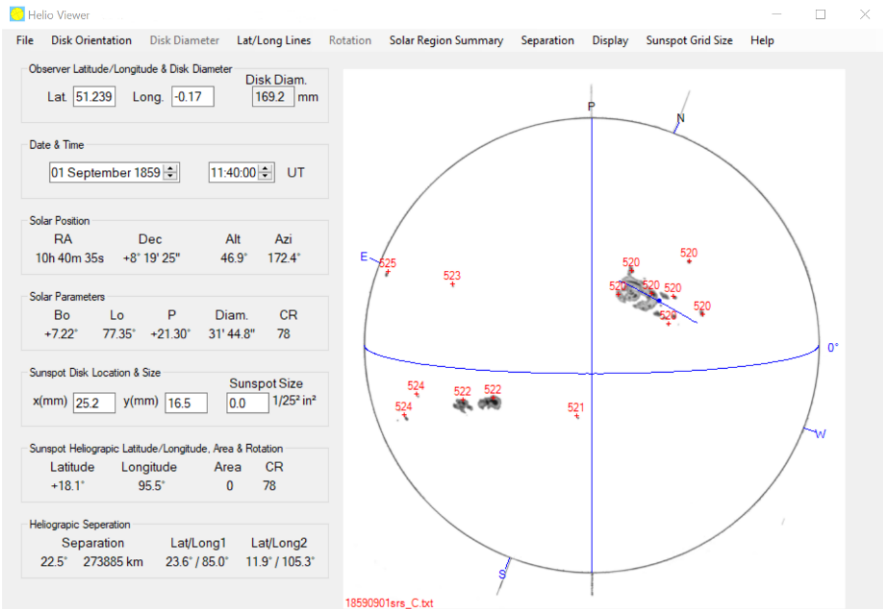 Helio Viewer
File Disk Orientation Disk Diameter Lat/Long Lines Rotation Solar Region Summary Separation Display Sunspot Grid Size Help
Observer Latitude/Longitude & Disk Diameter
Disk Diam.
Lat. 51.239 Long. -0.17 169.2 mm
Date & Time
01 September 1859 11:40:00 UT
Solar Position
RA Dec Alt Azi
10h 40m 35s +8° 19' 25" 46.9° 172.4°
Solar Parameters
Bo Lo P Diam. CR
+7.22° 77.35° +21.30° 31' 44.8" 78
Sunspot Disk Location & Size
Sunspot Size
x(mm) 25.2 y(mm) 16.5 0.0 1/25² in²
Sunspot Heliograpic Latitude/Longitude, Area & Rotation
Latitude Longitude Area CR
+18.1° 95.5° 0 78
Heliograpic Seperation
Separation Lat/Long1 Lat/Long2
22.5° 273885 km 23.6° / 85.0° 11.9° / 105.3°
P
N
E
525
523
520
520
520 520 520
520
520
0°
524
522 522
524
521
W
S
18590901srs_C.txt